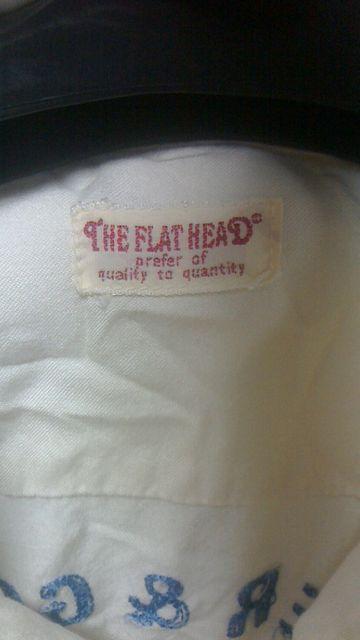 THE FLAT HEAD®
prefer of
quality to quantity